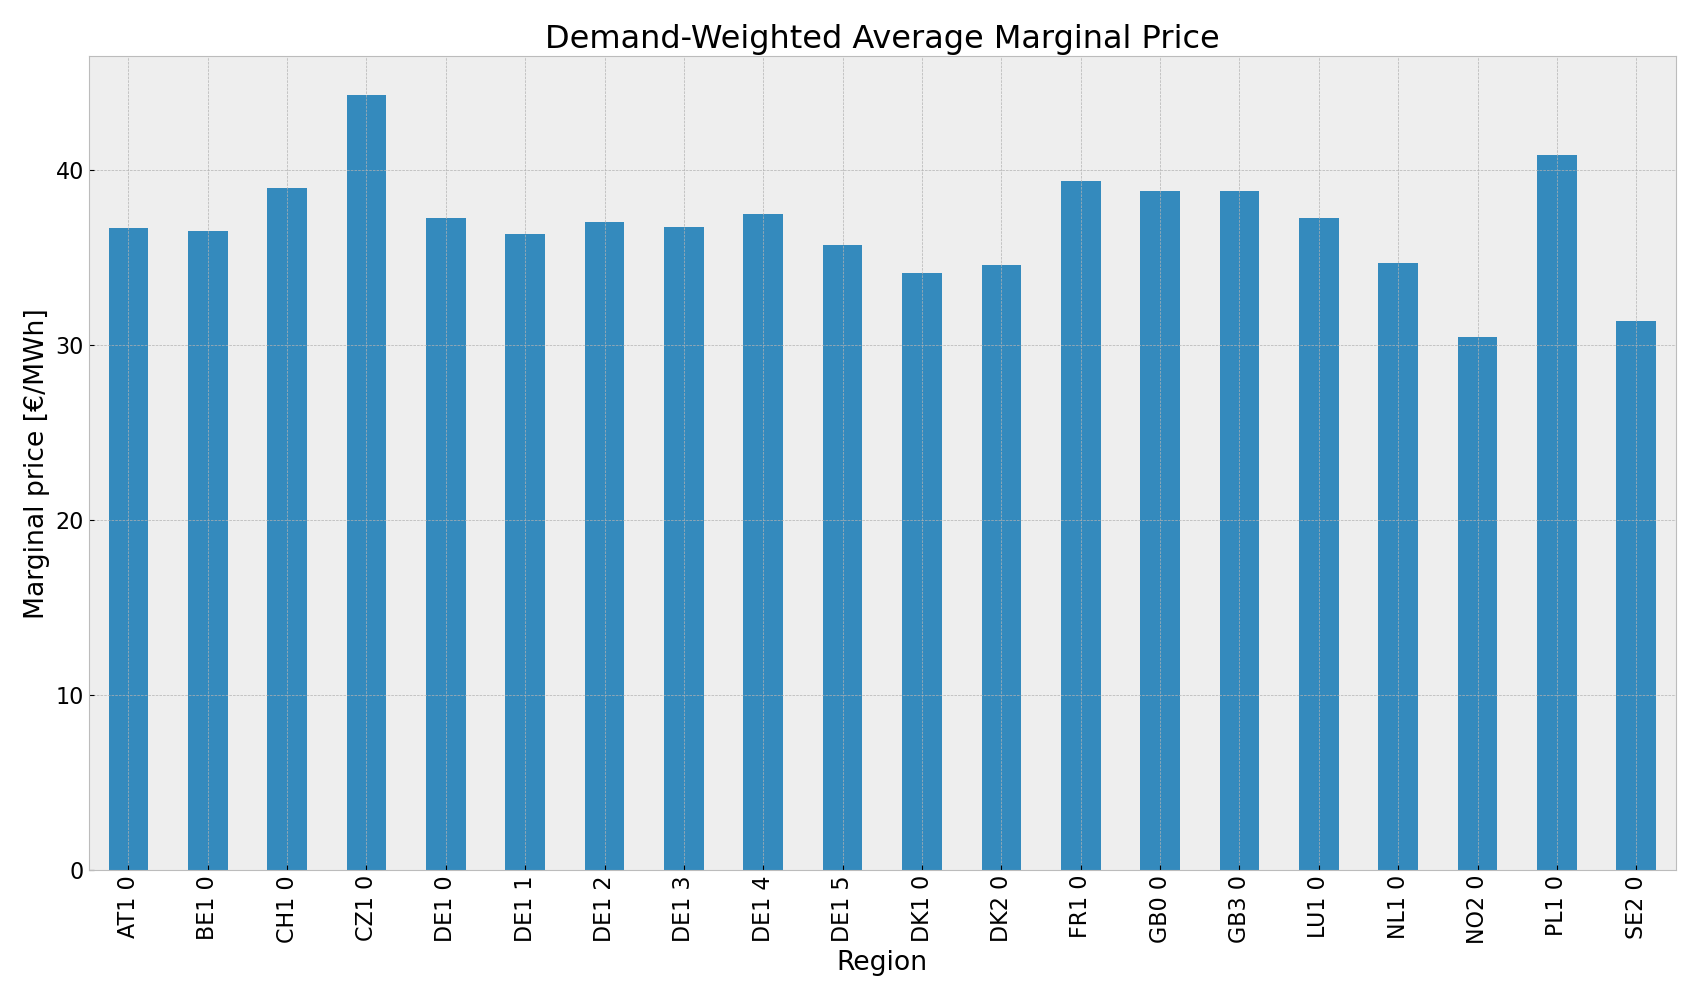 Demand-Weighted Average Marginal Price
Marginal price [€/MWh]
40
30
20
10
0
AT1 0
BE1 0
CH1 0
CZ1 0
DE1 0
DE1 1
DE1 2
DE1 3
DE1 4
DE1 5
DK1 0
DK2 0
FR1 0
GB0 0
GB3 0
LU1 0
NL1 0
NO2 0
PL1 0
SE2 0
Region